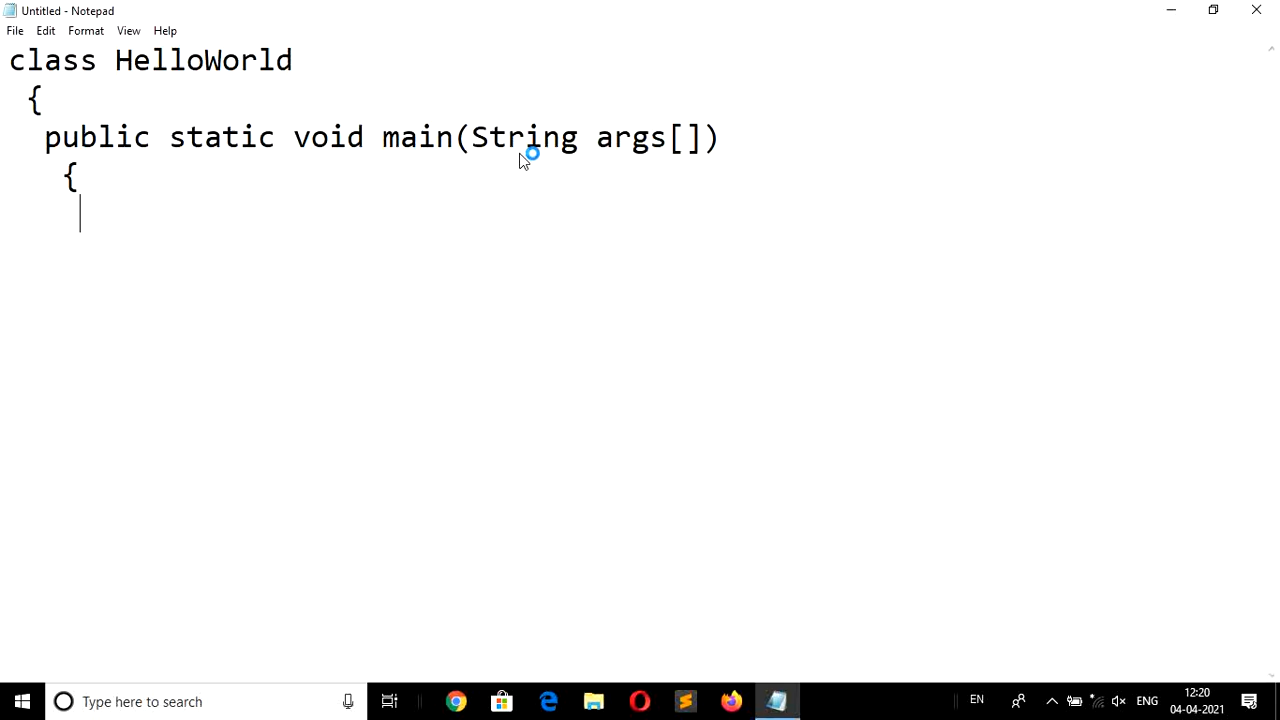 Untitled - Notepad
File Edit Format View Help
class HelloWorld
{
public static void main(String args[])
{
Type here to search
EN
ENG
12:20
04-04-2021